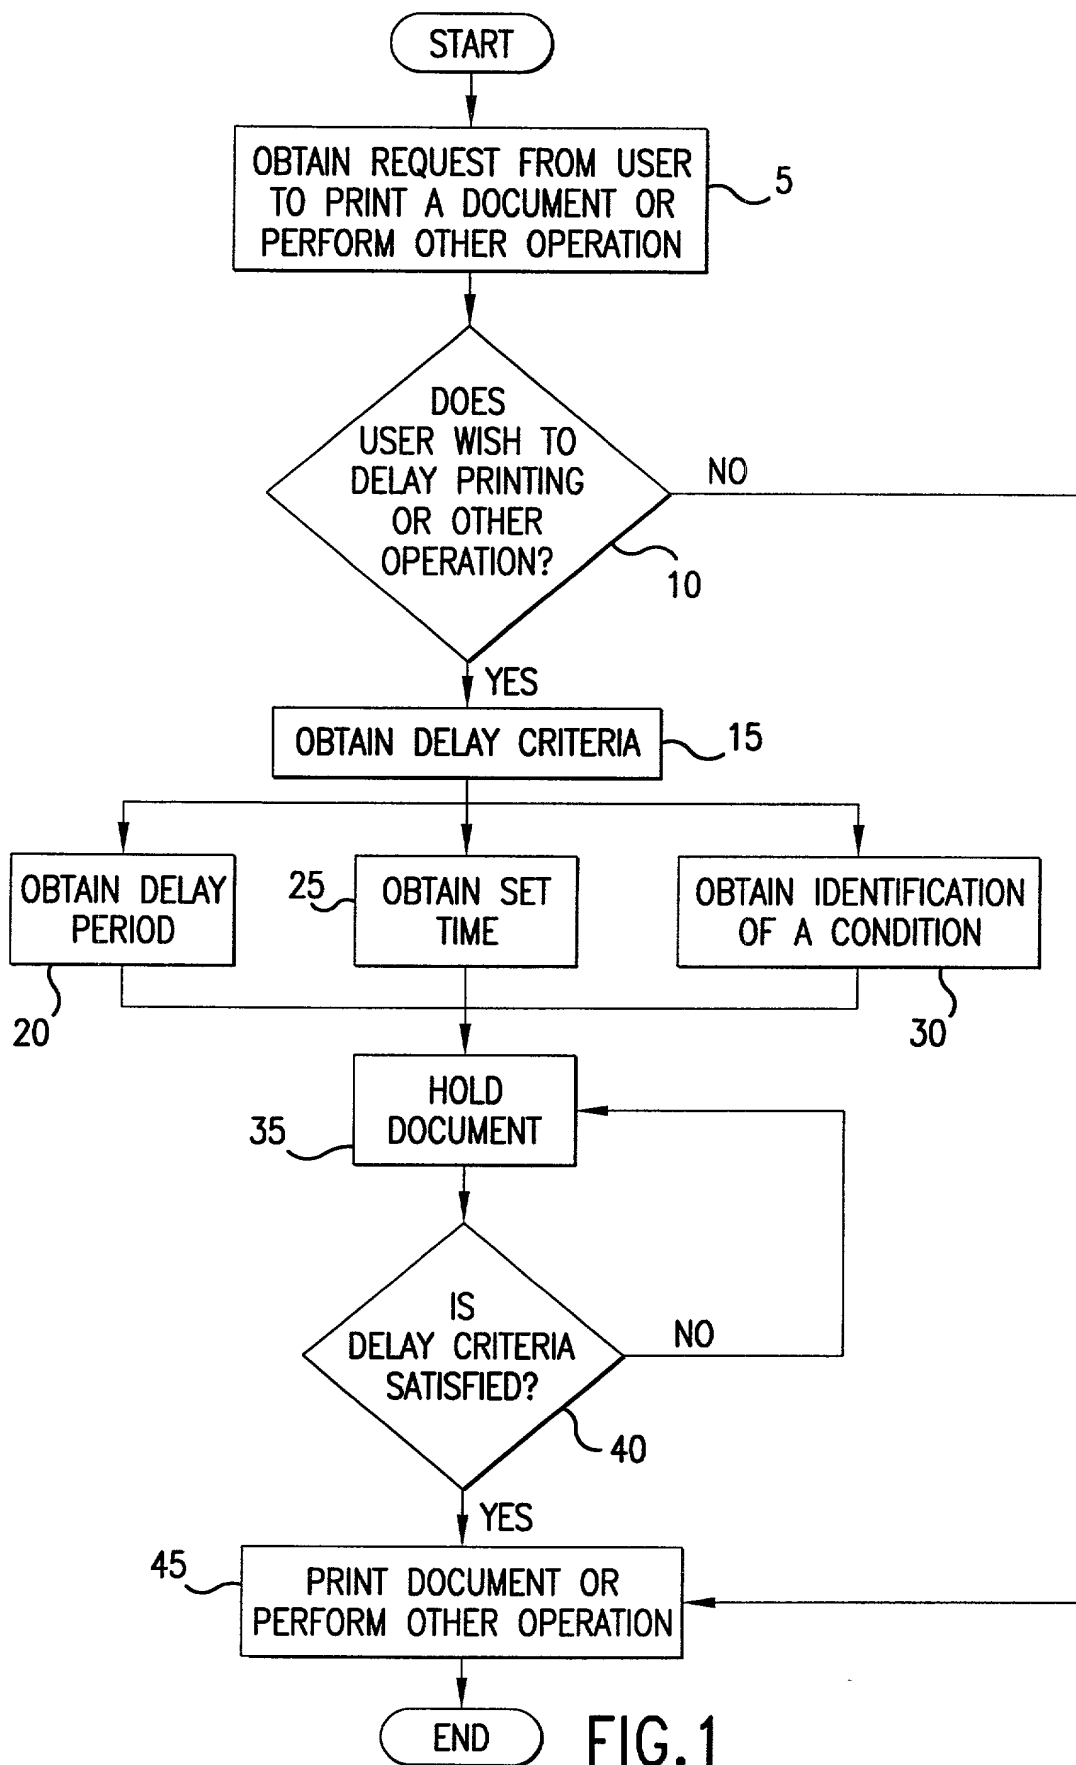 START
OBTAIN REQUEST FROM USER
TO PRINT A DOCUMENT OR
PERFORM OTHER OPERATION
5
DOES
USER WISH TO
DELAY PRINTING
OR OTHER
OPERATION?
NO
10
YES
OBTAIN DELAY CRITERIA
15
OBTAIN DELAY
PERIOD
20
25
OBTAIN SET
TIME
OBTAIN IDENTIFICATION
OF A CONDITION
30
HOLD
DOCUMENT
35
IS
DELAY CRITERIA
SATISFIED?
NO
40
YES
45
PRINT DOCUMENT OR
PERFORM OTHER OPERATION
END
FIG.1